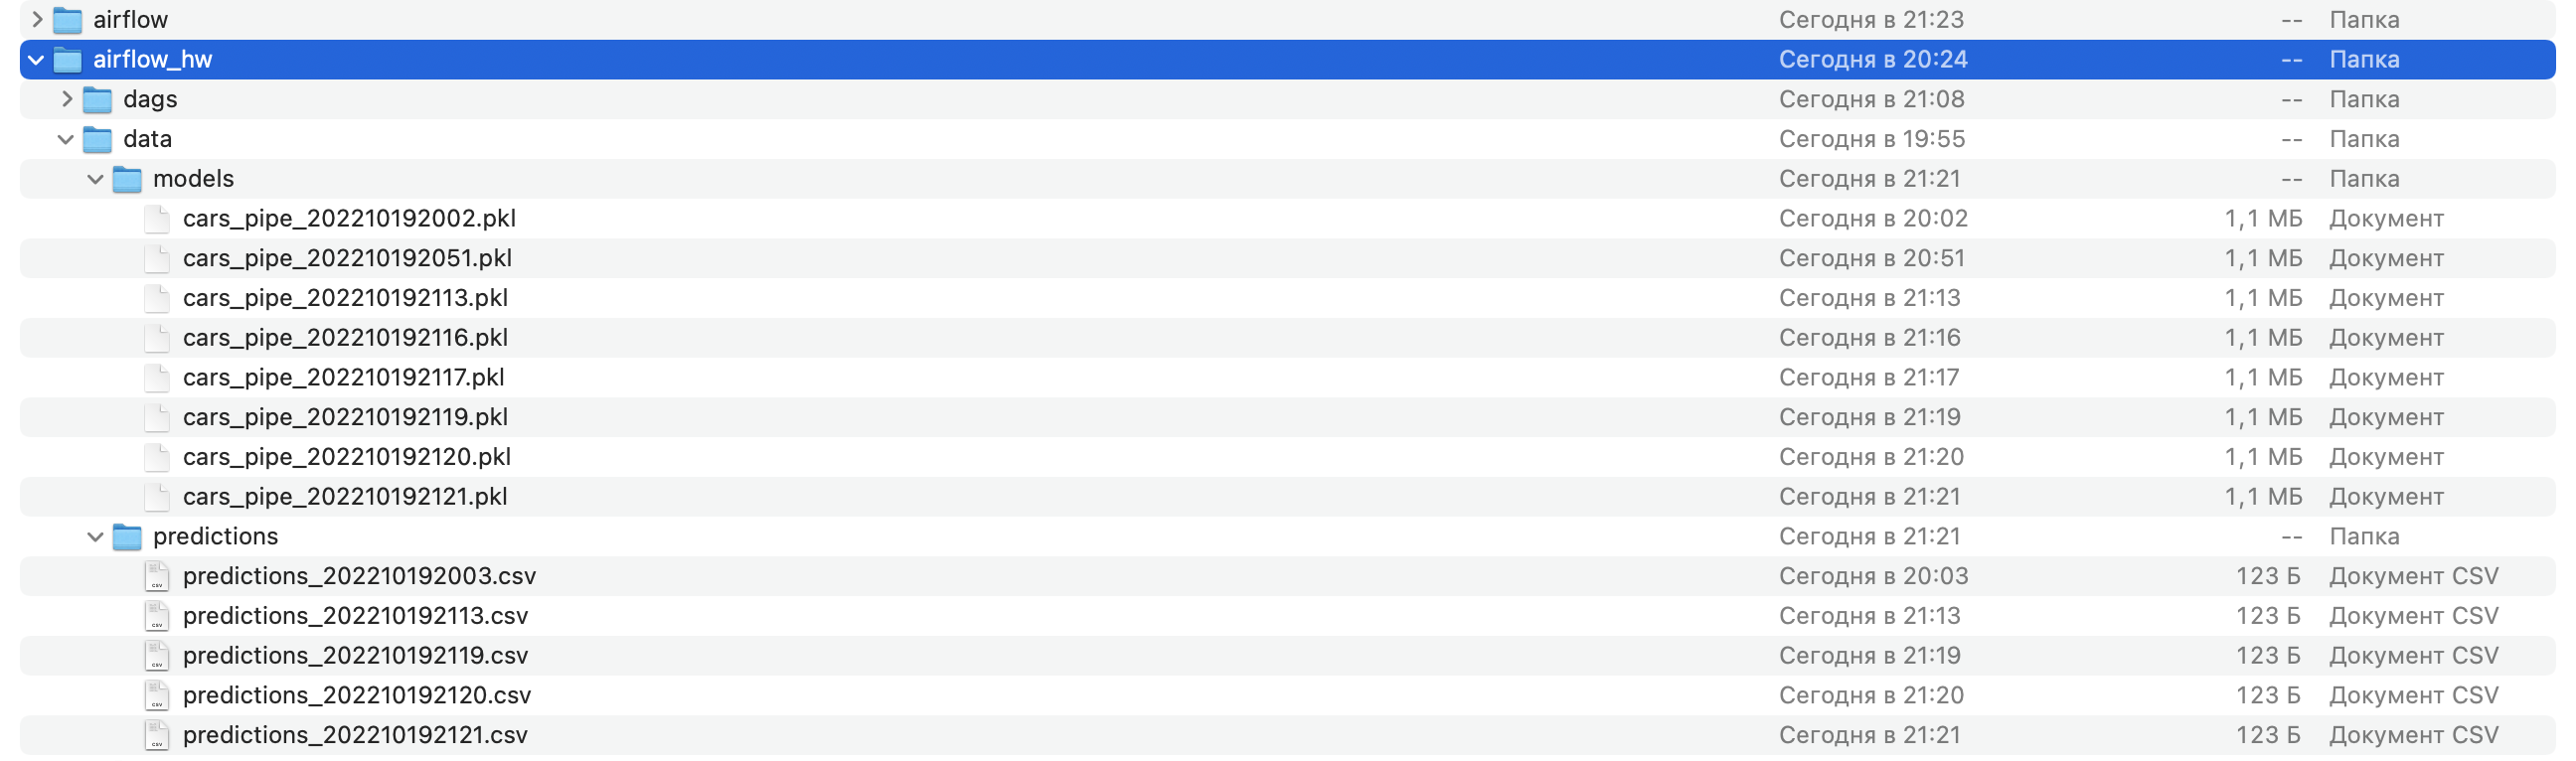 airflow Сегодня в 21:23 -- Папка
airflow_hw Сегодня в 20:24 -- Папка
dags Сегодня в 21:08 -- Папка
data Сегодня в 19:55 -- Папка
models Сегодня в 21:21 -- Папка
cars_pipe_202210192002.pkl Сегодня в 20:02 1,1 МБ Документ
cars_pipe_202210192051.pkl Сегодня в 20:51 1,1 МБ Документ
cars_pipe_202210192113.pkl Сегодня в 21:13 1,1 МБ Документ
cars_pipe_202210192116.pkl Сегодня в 21:16 1,1 МБ Документ
cars_pipe_202210192117.pkl Сегодня в 21:17 1,1 МБ Документ
cars_pipe_202210192119.pkl Сегодня в 21:19 1,1 МБ Документ
cars_pipe_202210192120.pkl Сегодня в 21:20 1,1 МБ Документ
cars_pipe_202210192121.pkl Сегодня в 21:21 1,1 МБ Документ
predictions Сегодня в 21:21 -- Папка
predictions_202210192003.csv Сегодня в 20:03 123 Б Документ CSV
predictions_202210192113.csv Сегодня в 21:13 123 Б Документ CSV
predictions_202210192119.csv Сегодня в 21:19 123 Б Документ CSV
predictions_202210192120.csv Сегодня в 21:20 123 Б Документ CSV
predictions_202210192121.csv Сегодня в 21:21 123 Б Документ CSV